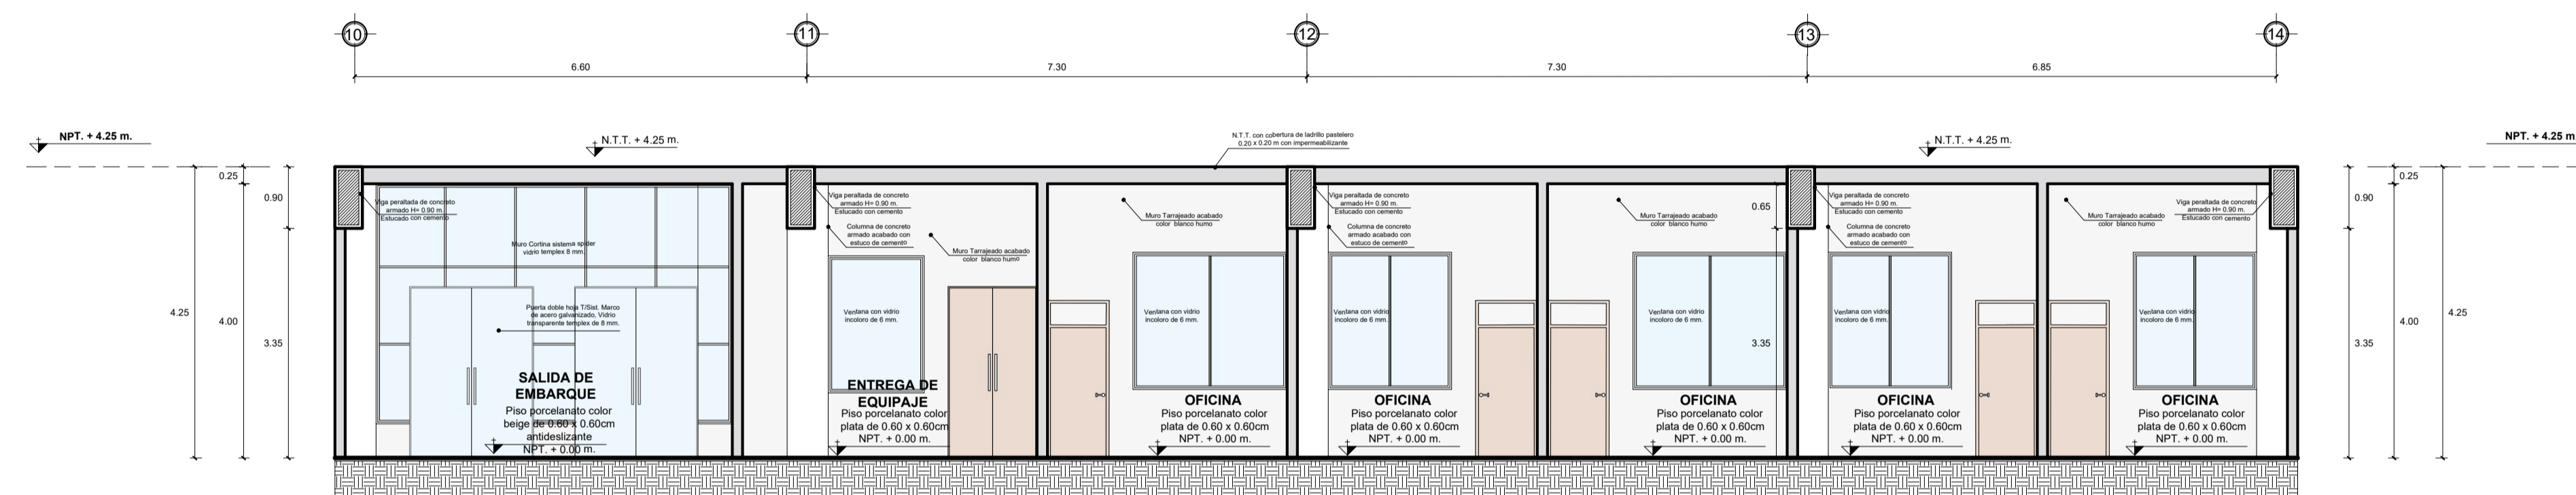 10
11
12
13
14
6.60
7.30
7.30
6.85
NPT. + 4.25 m.
N.T.T. + 4.25 m.
N.T.T. con cobertura de ladrillo pastelero
0.20 x 0.20 m con impermeabilizante
N.T.T. + 4.25 m.
NPT. + 4.25 m
0.25
0.90
4.25
4.00
3.35
Viga peraltada de concreto
armado H= 0.90 m.
Estucado con cemento
Muro Cortina sistema spider
vidrio templex 8 mm.
Puerta doble hoja T/Sist. Marco
de acero galvanizado, Vidrio
transparente templex de 8 mm.
SALIDA DE
EMBARQUE
Piso porcelanato color
beige de 0.60 x 0.60cm
antideslizante
NPT. + 0.00 m.
Viga peraltada de concreto
armado H= 0.90 m.
Estucado con cemento
Columna de concreto
armado acabado con
estuco de cemento
Muro Tarrajeado acabado
color blanco humo
Ventana con vidrio
incoloro de 6 mm.
ENTREGA DE
EQUIPAJE
Piso porcelanato color
plata de 0.60 x 0.60cm
NPT. + 0.00 m.
Muro Tarrajeado acabado
color blanco humo
Ventana con vidrio
incoloro de 6 mm.
OFICINA
Piso porcelanato color
plata de 0.60 x 0.60cm
NPT. + 0.00 m.
Viga peraltada de concreto
armado H= 0.90 m.
Estucado con cemento
Columna de concreto
armado acabado con
estuco de cemento
Ventana con vidrio
incoloro de 6 mm.
OFICINA
Piso porcelanato color
plata de 0.60 x 0.60cm
NPT. + 0.00 m.
Muro Tarrajeado acabado
color blanco humo
Ventana con vidrio
incoloro de 6 mm.
0.65
3.35
OFICINA
Piso porcelanato color
plata de 0.60 x 0.60cm
NPT. + 0.00 m.
Viga peraltada de concreto
armado H= 0.90 m.
Estucado con cemento
Columna de concreto
armado acabado con
estuco de cemento
Ventana con vidrio
incoloro de 6 mm.
OFICINA
Piso porcelanato color
plata de 0.60 x 0.60cm
NPT. + 0.00 m.
Muro Tarrajeado acabado
color blanco humo
Viga peraltada de concreto
armado H= 0.90 m.
Estucado con cemento
Ventana con vidrio
incoloro de 6 mm.
OFICINA
Piso porcelanato color
plata de 0.60 x 0.60cm
NPT. + 0.00 m.
0.90
0.25
3.35
4.00
4.25